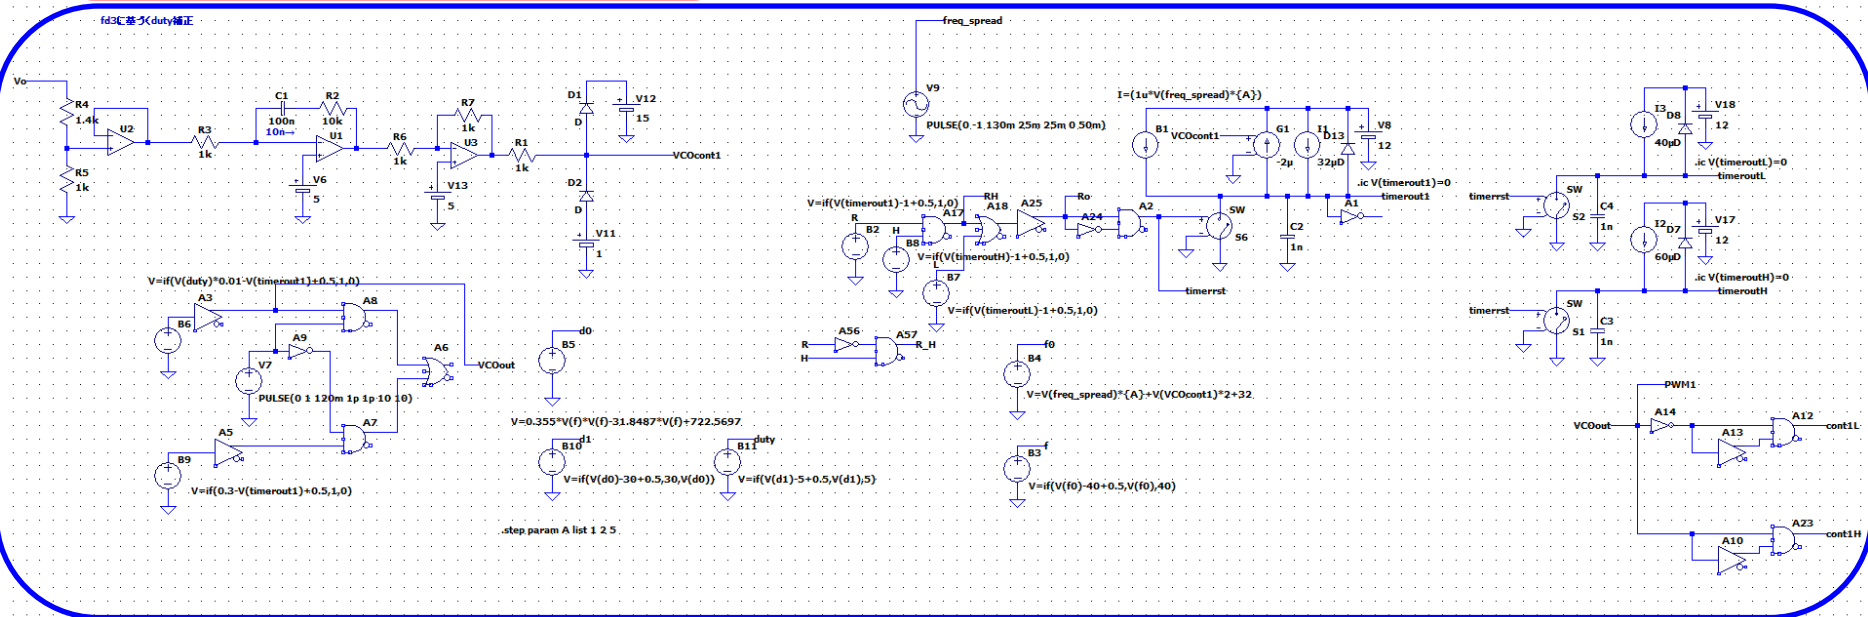 fd3に基づくduty補正
freq_spread
Vo
R4
1.4k
U2
R3
1k
R5
1k
C1
100n
10n→
R2
10k
U1
V6
5
R6
1k
R7
1k
U3
V13
5
R1
1k
D1
D
V12
15
VCOcont1
D2
D
V11
1
V9
PULSE(0 -1 130m 25m 25m 0 50m)
I=(1u*V(freq_spread)*{A})
B1
VCOcont1
G1
-2µ
I1
32µ
D13
D
V8
12
.ic V(timerout1)=0
timerout1
A1
V=if(V(timerout1)-1+0.5,1,0)
R
B2
H
B8
A17
RH
A18
A25
Ro
A24
A2
SW
S6
C2
1n
V=if(V(timeroutH)-1+0.5,1,0)
L
B7
V=if(V(timeroutL)-1+0.5,1,0)
timerrst
I3
40µ
D8
D
V18
12
.ic V(timeroutL)=0
timeroutL
timerrst
SW
S2
C4
1n
I2
60µ
D7
D
V17
12
.ic V(timeroutH)=0
timeroutH
timerrst
SW
S1
C3
1n
V=if(V(duty)*0.01-V(timerout1)+0.5,1,0)
A3
B6
A8
A9
V7
PULSE(0 1 120m 1p 1p 10 10)
A6
VCOout
A7
A5
B9
V=if(0.3-V(timerout1)+0.5,1,0)
d0
B5
V=0.355*V(f)*V(f)-31.8487*V(f)+722.5697
d1
B10
V=if(V(d0)-30+0.5,30,V(d0))
duty
B11
V=if(V(d1)-5+0.5,V(d1),5)
R
H
A56
A57
R_H
f0
B4
V=V(freq_spread)*{A}+V(VCOcont1)*2+32
f
B3
V=if(V(f0)-40+0.5,V(f0),40)
.step param A list 1 2 5
PWM1
VCOout
A14
A13
A12
cont1L
A10
A23
cont1H